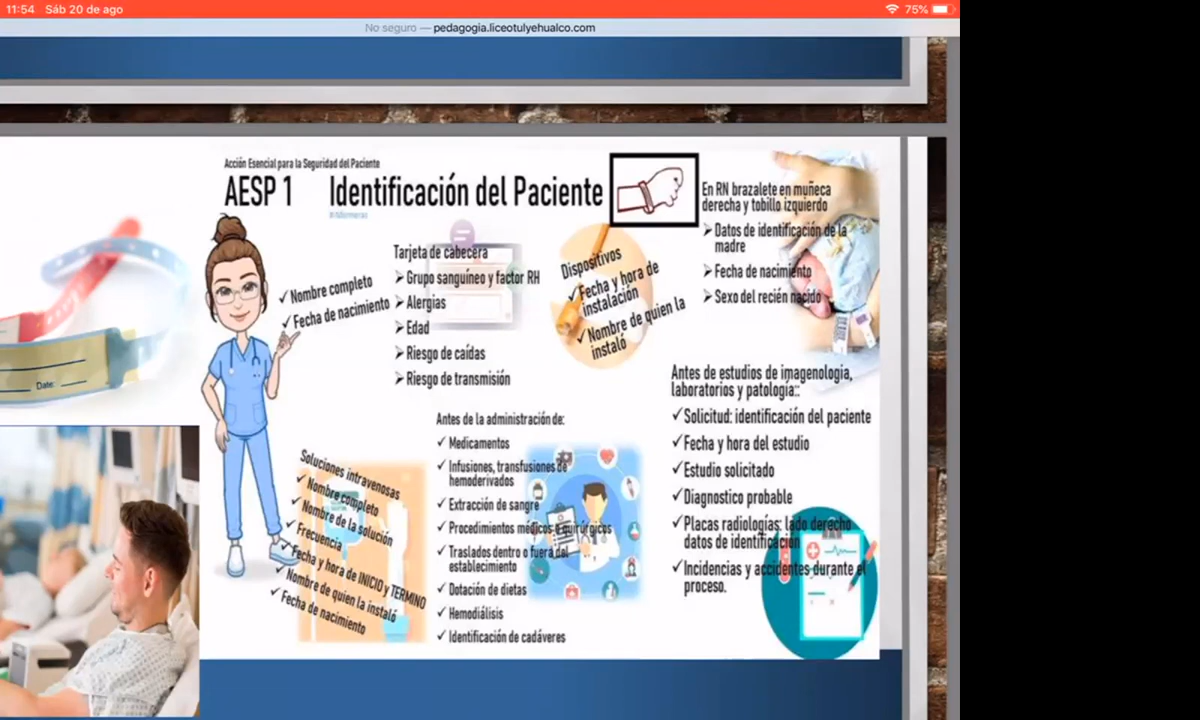 11:54 Sáb 20 de ago
75%
No seguro — pedagogia.liceotulyehualco.com
Acción Esencial para la Seguridad del Paciente
AESP 1 Identificación del Paciente
Date:
Nombre completo
Fecha de nacimiento
Tarjeta de cabecera
Grupo sanguíneo y factor RH
Alergias
Edad
Riesgo de caídas
Riesgo de transmisión
Dispositivos
Fecha y hora de
instalación
Nombre de quien la
instaló
En RN brazalete en muñeca
derecha y tobillo izquierdo
Datos de identificación de la
madre
Fecha de nacimiento
Sexo del recién nacido
Soluciones intravenosas
Nombre completo
Nombre de la solución
Frecuencia
Fecha y hora de INICIO y TERMINO
Nombre de quien la instaló
Fecha de nacimiento
Antes de la administración de:
Medicamentos
Infusiones, transfusiones de
hemoderivados
Extracción de sangre
Procedimientos médicos o quirúrgicos
Traslados dentro o fuera del
establecimiento
Dotación de dietas
Hemodiálisis
Identificación de cadáveres
Antes de estudios de imagenologia,
laboratorios y patología::
Solicitud: identificación del paciente
Fecha y hora del estudio
Estudio solicitado
Diagnostico probable
Placas radiologías: lado derecho
datos de identificación
Incidencias y accidentes durante el
proceso.